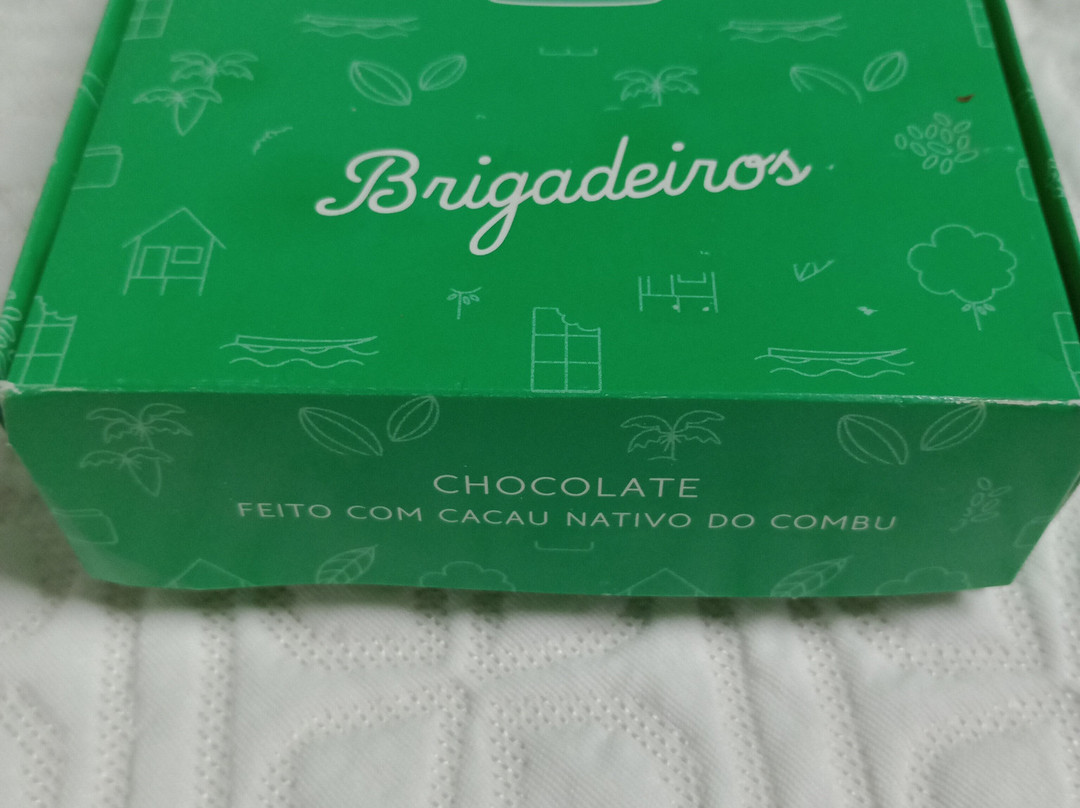 Brigadeiros
CHOCOLATE
FEITO COM CACAU NATIVO DO COMBU